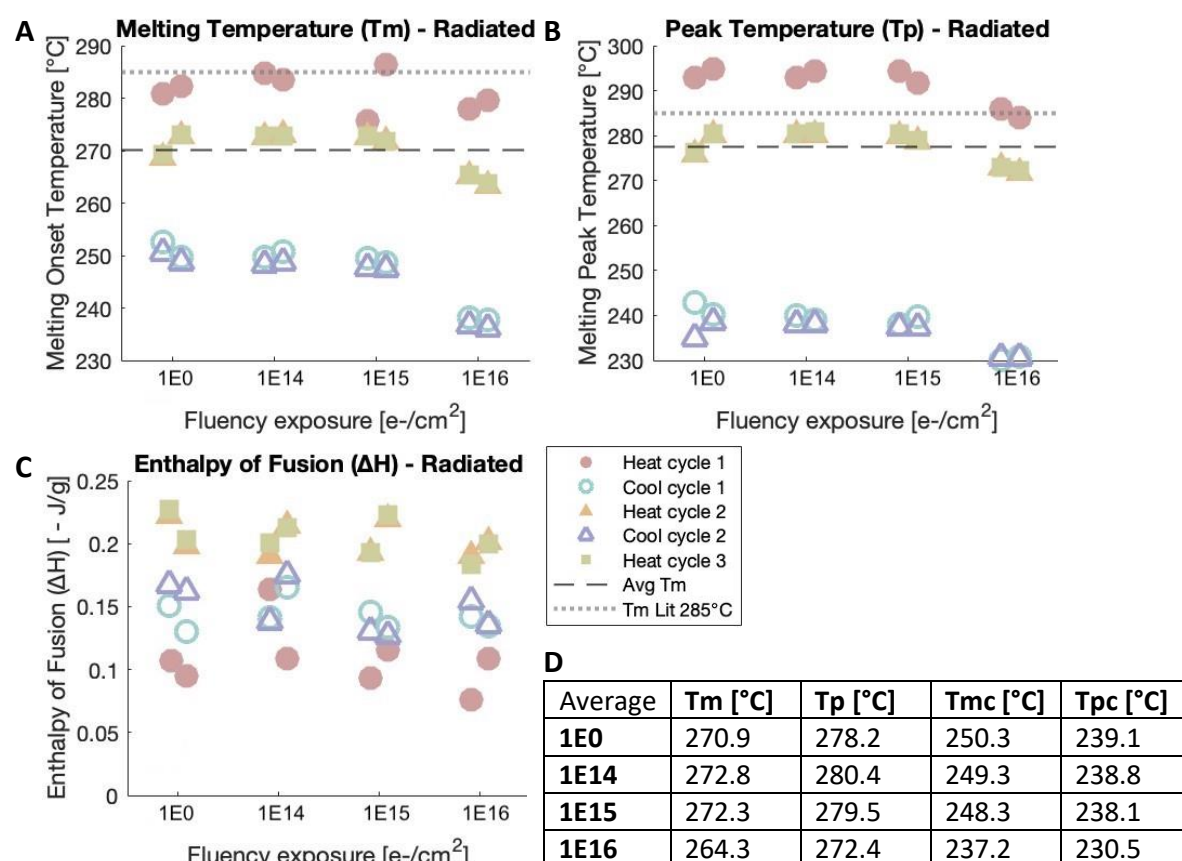 A Melting Temperature (Tm) - Radiated
290
280
270
260
250
240
230
Melting Onset Temperature [°C]
1E0 1E14 1E15 1E16
Fluency exposure [e-/cm²]
B Peak Temperature (Tp) - Radiated
300
290
280
270
260
250
240
230
Melting Peak Temperature [°C]
1E0 1E14 1E15 1E16
Fluency exposure [e-/cm²]
C Enthalpy of Fusion (ΔH) - Radiated
0.25
0.2
0.15
0.1
0.05
0
Enthalpy of Fusion (ΔH) [ - J/g]
1E0 1E14 1E15 1E16
Fluency exposure [e-/cm²]
Heat cycle 1
Cool cycle 1
Heat cycle 2
Cool cycle 2
Heat cycle 3
Avg Tm
Tm Lit 285°C
D
Average Tm [°C] Tp [°C] Tmc [°C] Tpc [°C]
1E0 270.9 278.2 250.3 239.1
1E14 272.8 280.4 249.3 238.8
1E15 272.3 279.5 248.3 238.1
1E16 264.3 272.4 237.2 230.5